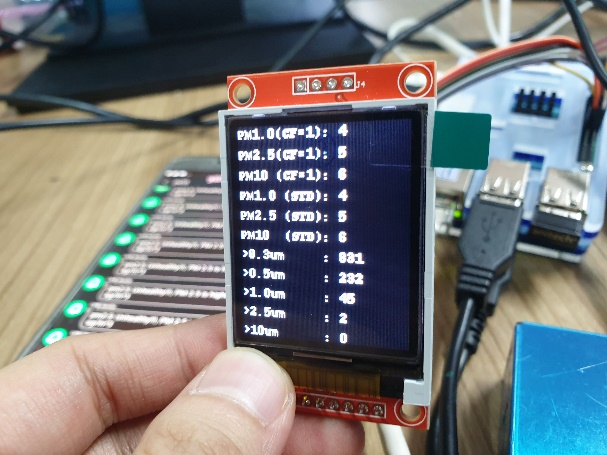 J4
PM1.0(CF=1): 4
PM2.5(CF=1): 5
PM10 (CF=1): 6
PM1.0 (STD): 4
PM2.5 (STD): 5
PM10 (STD): 6
>0.3um : 831
>0.5um : 232
>1.0um : 45
>2.5um : 2
>10um : 0